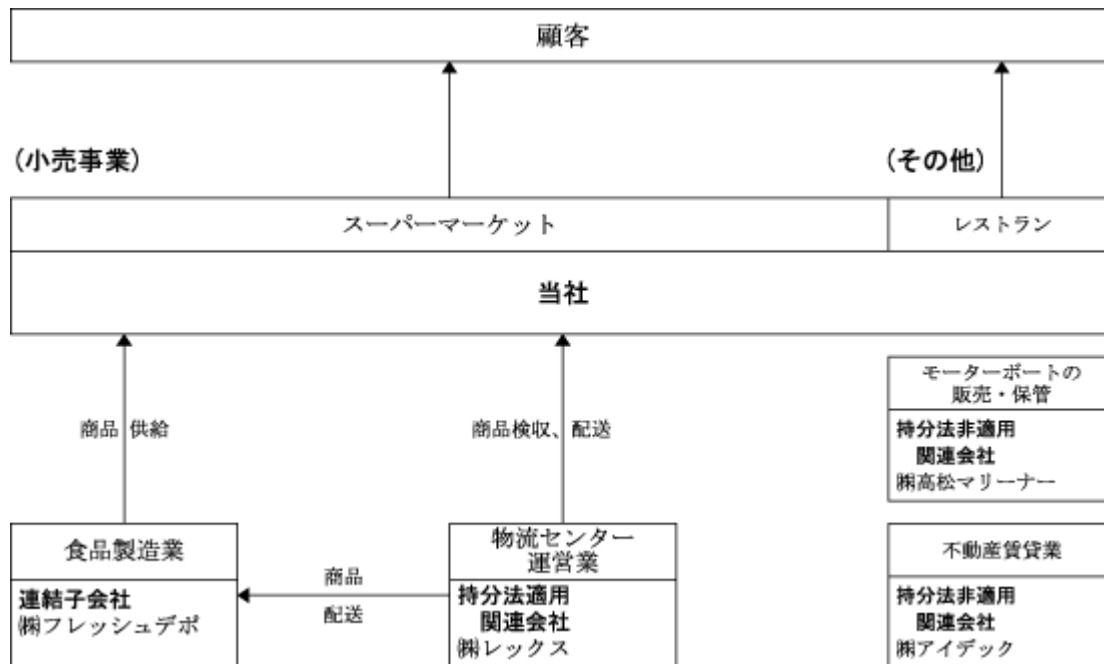 顧客
(小売事業)
(その他)
スーパーマーケット
レストラン
当社
商品 供給
商品検収、配送
モーターボートの
販売・保管
持分法非適用
関連会社
㈱高松マリーナー
食品製造業
連結子会社
㈱フレッシュデポ
商品
配送
物流センター
運営業
持分法適用
関連会社
㈱レックス
不動産賃貸業
持分法非適用
関連会社
㈱アイデック